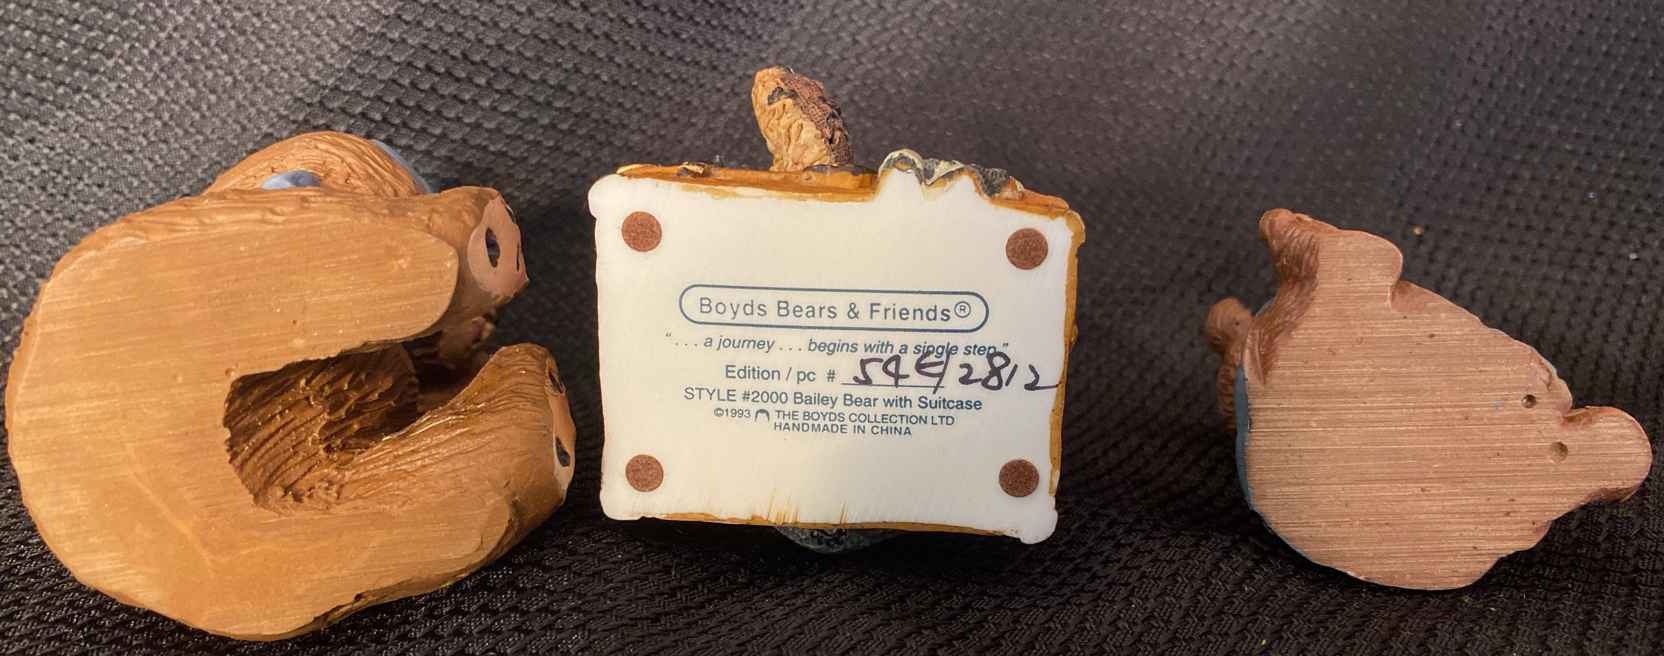 Boyds Bears & Friends®
"... a journey ... begins with a single step."
Edition / pc # 54E/2812
STYLE #2000 Bailey Bear with Suitcase
©1993 THE BOYDS COLLECTION LTD
HANDMADE IN CHINA